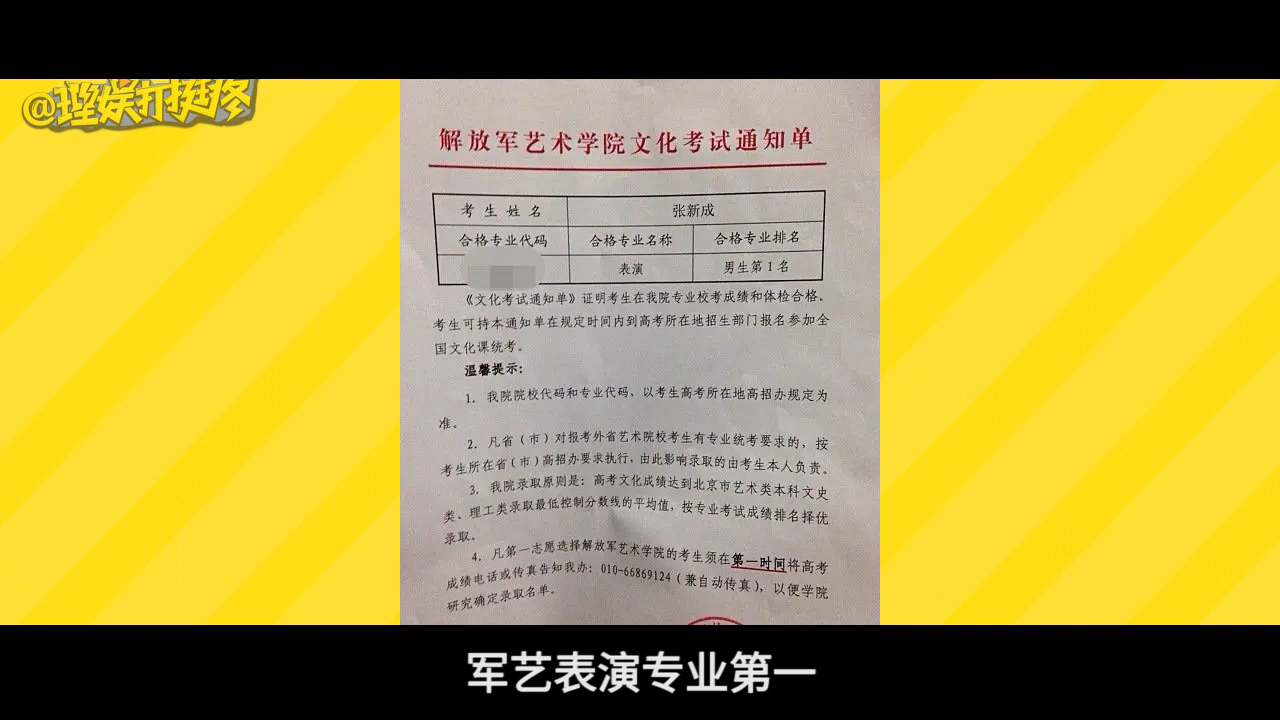 @理娱打挺疼
解放军艺术学院文化考试通知单
考生姓名 张新成
合格专业代码 合格专业名称 合格专业排名
表演 男生第1名
《文化考试通知单》证明考生在我院专业校考成绩和体检合格。
考生可持本通知单在规定时间内到高考所在地招生部门报名参加全
国文化课统考。
温馨提示：
1. 我院院校代码和专业代码，以考生高考所在地高招办规定为
准。
2. 凡省（市）对报考外省艺术院校考生有专业统考要求的，按
考生所在省（市）高招办要求执行，由此影响录取的由考生本人负责。
3. 我院录取原则是：高考文化成绩达到北京市艺术类本科文史
类、理工类录取最低控制分数线的平均值，按专业考试成绩排名择优
录取。
4. 凡第一志愿选择解放军艺术学院的考生须在第一时间将高考
成绩电话或传真告知我办：010-66869124（兼自动传真），以便学院
研究确定录取名单。
军艺表演专业第一